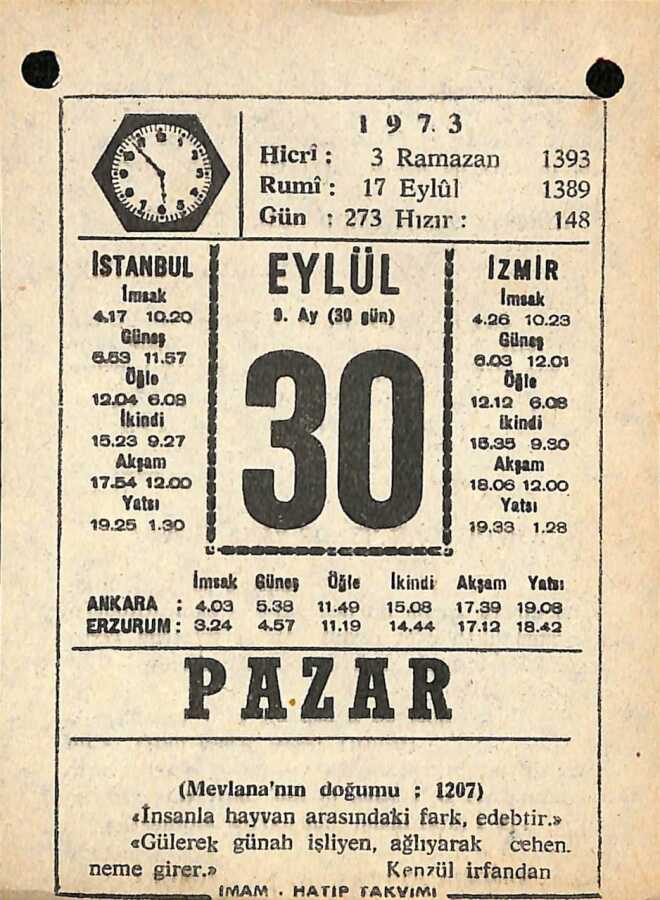 1 9 7 3
Hicrî : 3 Ramazan 1393
Rumî : 17 Eylûl 1389
Gün : 273 Hızır : 148
İSTANBUL
İmsak
4.17 10.20
Güneş
5.53 11.57
Öğle
12.04 6.09
İkindi
15.23 9.27
Akşam
17.54 12.00
Yatsı
19.25 1.30
EYLÜL
9. Ay (30 gün)
30
İZMİR
İmsak
4.26 10.23
Güneş
6.03 12.01
Öğle
12.12 6.08
İkindi
15.35 9.30
Akşam
18.06 12.00
Yatsı
19.33 1.28
İmsak Güneş Öğle İkindi Akşam Yatsı
ANKARA : 4.03 5.38 11.49 15.08 17.39 19.08
ERZURUM : 3.24 4.57 11.19 14.44 17.12 18.42
PAZAR
(Mevlana'nın doğumu : 1207)
«İnsanla hayvan arasındaki fark, edebtir.»
«Gülerek günah işliyen, ağlıyarak cehen.
neme girer.» Kenzül irfandan
İMAM . HATİP TAKVİMİ